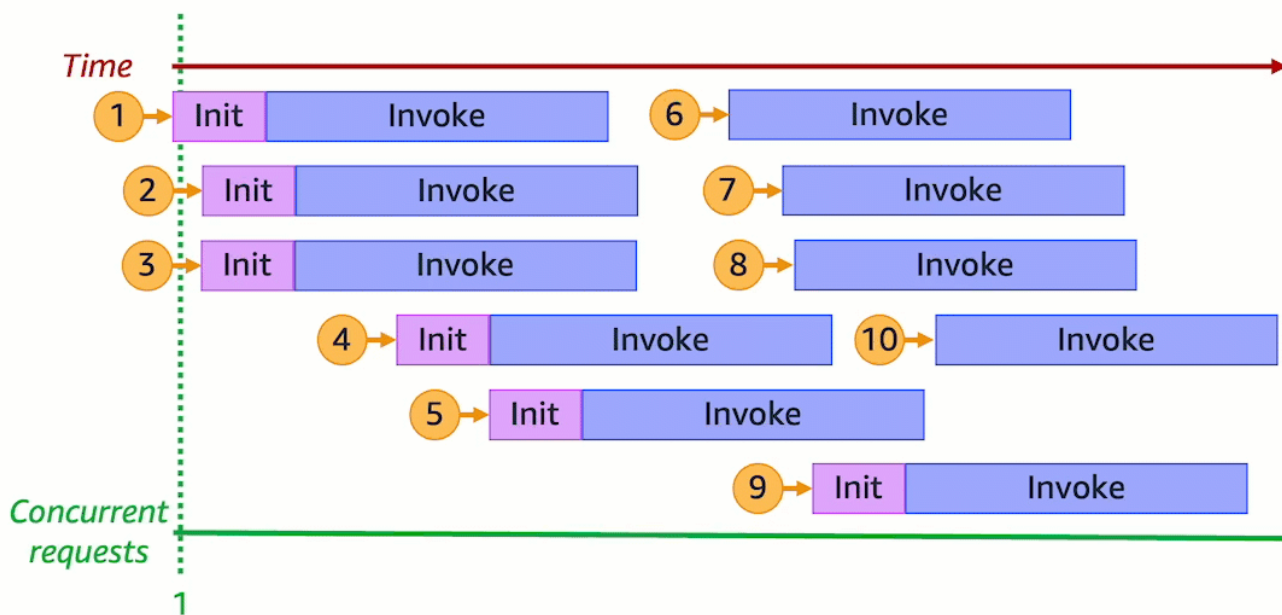 Time
1 Init Invoke 6 Invoke
2 Init Invoke 7 Invoke
3 Init Invoke 8 Invoke
4 Init Invoke 10 Invoke
5 Init Invoke
9 Init Invoke
Concurrent
requests
1